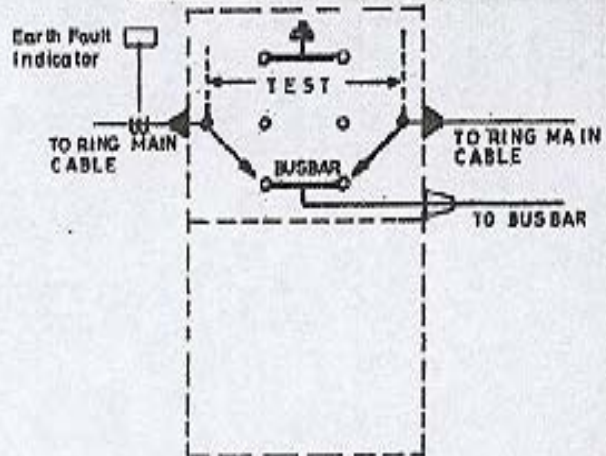 Earth Fault
Indicator
TEST
TO RING MAIN
CABLE
BUSBAR
TO RING MAIN
CABLE
TO BUSBAR